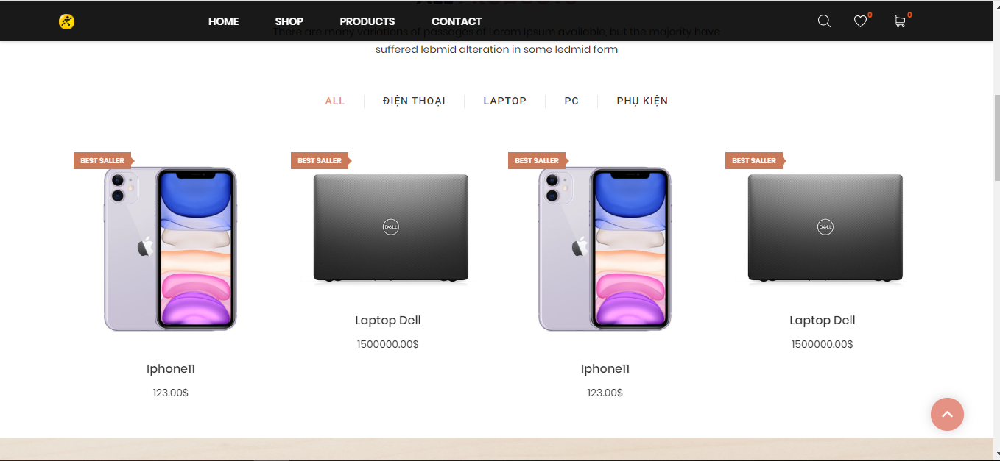 ALL PRODUCTS
HOME SHOP PRODUCTS CONTACT 0 0
There are many variations of passages of Lorem Ipsum available, but the majority have
suffered lebmid alteration in some ledmid form
ALL ĐIỆN THOẠI LAPTOP PC PHỤ KIỆN
BEST SALLER BEST SALLER BEST SALLER BEST SALLER
DELL DELL
Laptop Dell Laptop Dell
1500000.00$ 1500000.00$
Iphone11 Iphone11
123.00$ 123.00$